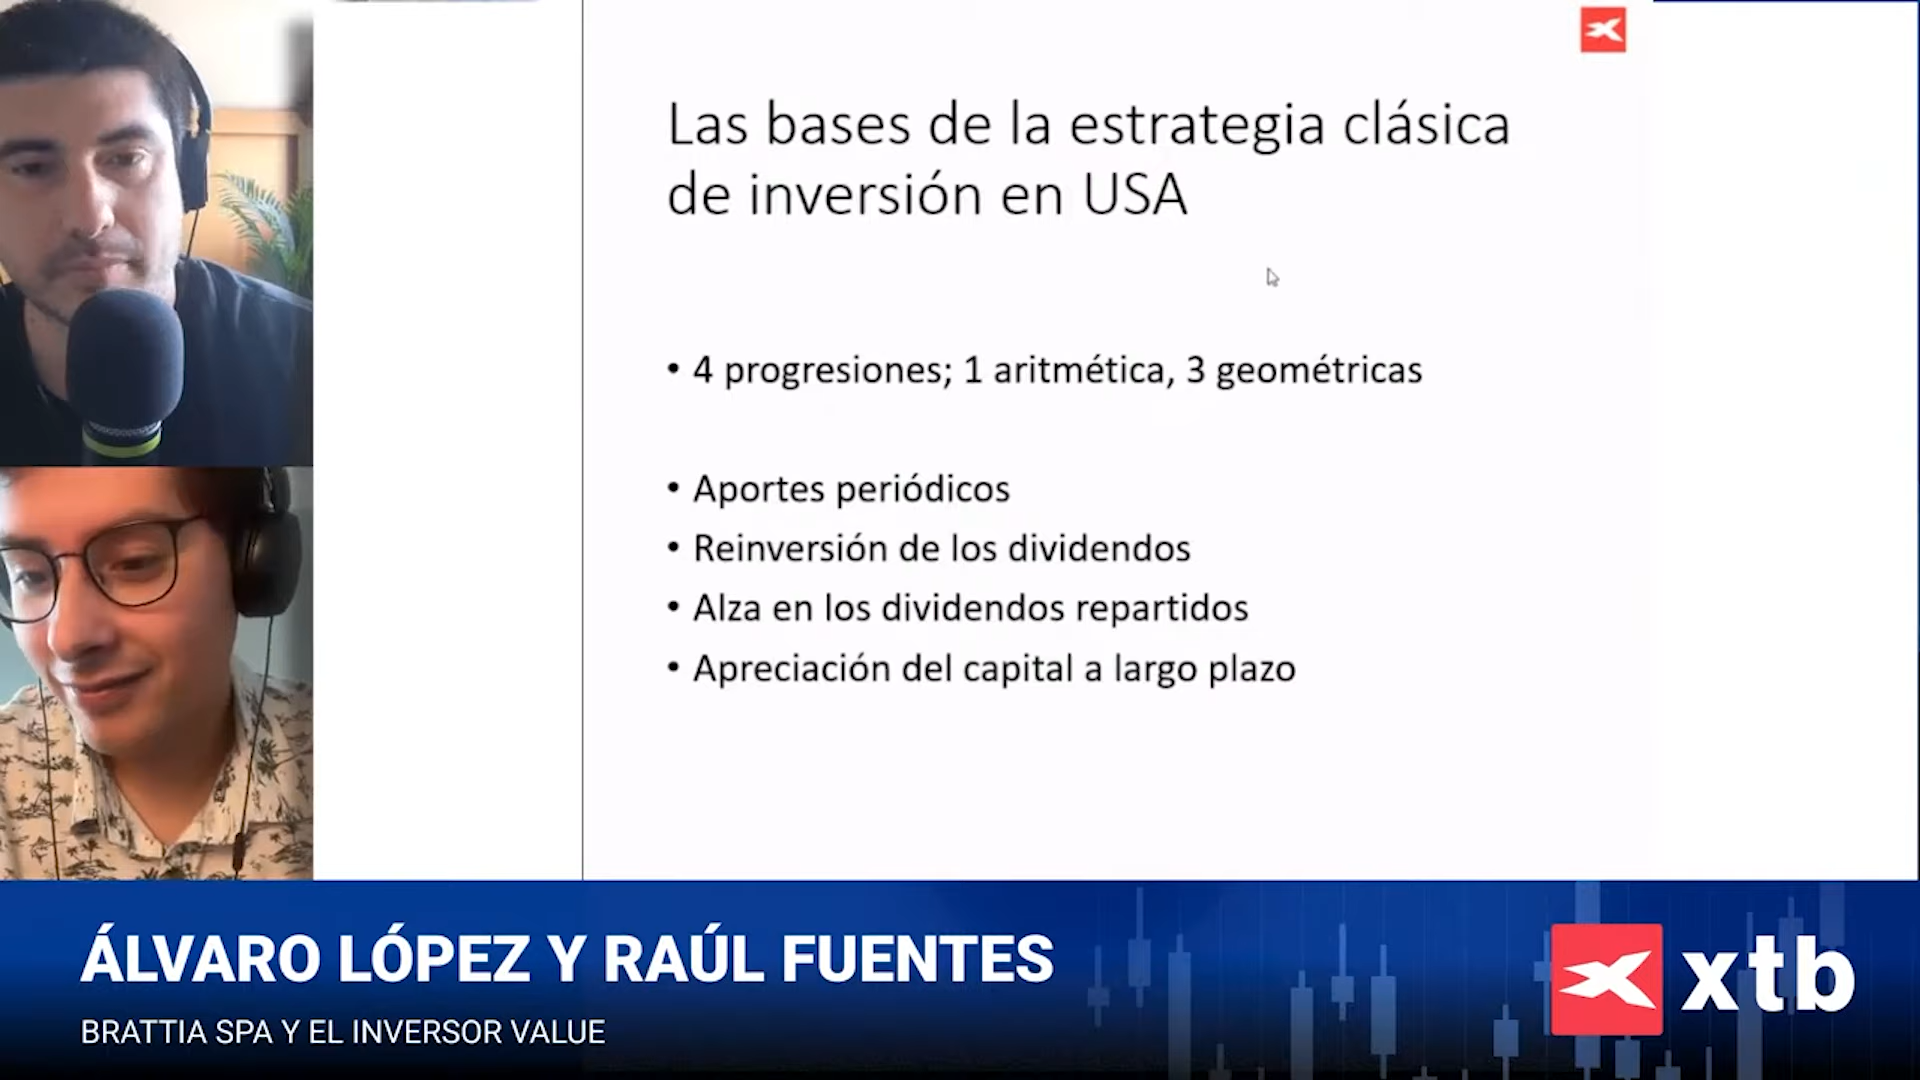 Las bases de la estrategia clásica
de inversión en USA
• 4 progresiones; 1 aritmética, 3 geométricas
• Aportes periódicos
• Reinversión de los dividendos
• Alza en los dividendos repartidos
• Apreciación del capital a largo plazo
ÁLVARO LÓPEZ Y RAÚL FUENTES
BRATTIA SPA Y EL INVERSOR VALUE
xtb